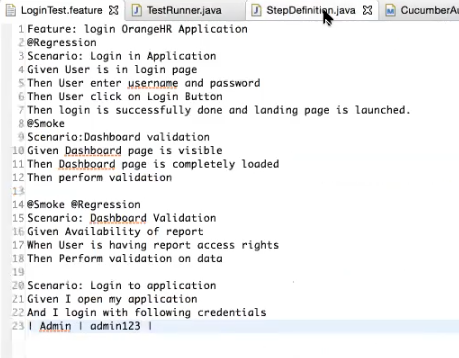 LoginTest.feature TestRunner.java StepDefinition.java
1 Feature: login OrangeHR Application
2 @Regression
3 Scenario: Login in Application
4 Given User is in login page
5 Then User enter username and password
6 Then User click on Login Button
7 Then login is successfully done and landing page is launched.
8 @Smoke
9 Scenario:Dashboard validation
10 Given Dashboard page is visible
11 Then Dashboard page is completely loaded
12 Then perform validation
13
14 @Smoke @Regression
15 Scenario: Dashboard Validation
16 Given Availability of report
17 When User is having report access rights
18 Then Perform validation on data
19
20 Scenario: Login to application
21 Given I open my application
22 And I login with following credentials
23 | Admin | admin123 |